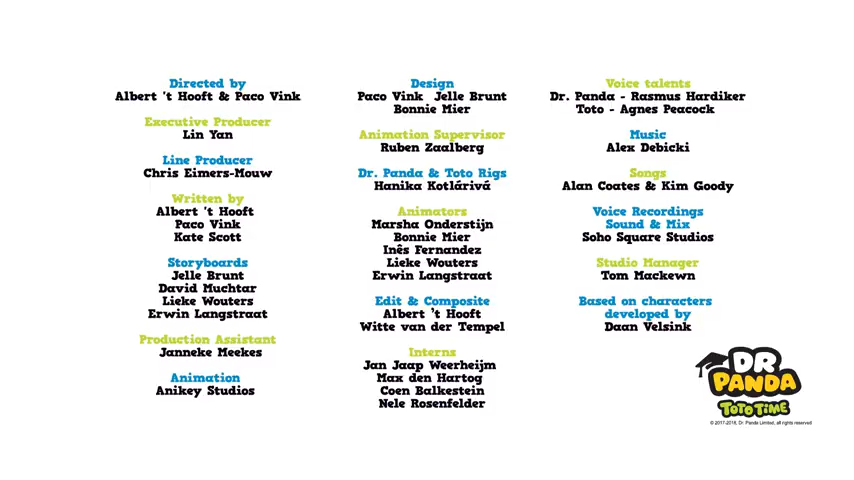 Directed by
Albert 't Hooft & Paco Vink
Executive Producer
Lin Yan
Line Producer
Chris Eimers-Mouw
Written by
Albert 't Hooft
Paco Vink
Kate Scott
Storyboards
Jelle Brunt
David Muchtar
Lieke Wouters
Erwin Langstraat
Production Assistant
Janneke Meekes
Animation
Anikey Studios
Design
Paco Vink Jelle Brunt
Bonnie Mier
Animation Supervisor
Ruben Zaalberg
Dr. Panda & Toto Rigs
Hanika Kotlárivá
Animators
Marsha Onderstijn
Bonnie Mier
Inês Fernandez
Lieke Wouters
Erwin Langstraat
Edit & Composite
Albert 't Hooft
Witte van der Tempel
Interns
Jan Jaap Weerheijm
Max den Hartog
Coen Balkestein
Nele Rosenfelder
Voice talents
Dr. Panda - Rasmus Hardiker
Toto - Agnes Peacock
Music
Alex Debicki
Songs
Alan Coates & Kim Goody
Voice Recordings
Sound & Mix
Soho Square Studios
Studio Manager
Tom Mackewn
Based on characters
developed by
Daan Velsink
DR
PANDA
TOTO TIME
© 2017-2018, Dr. Panda Limited, all rights reserved